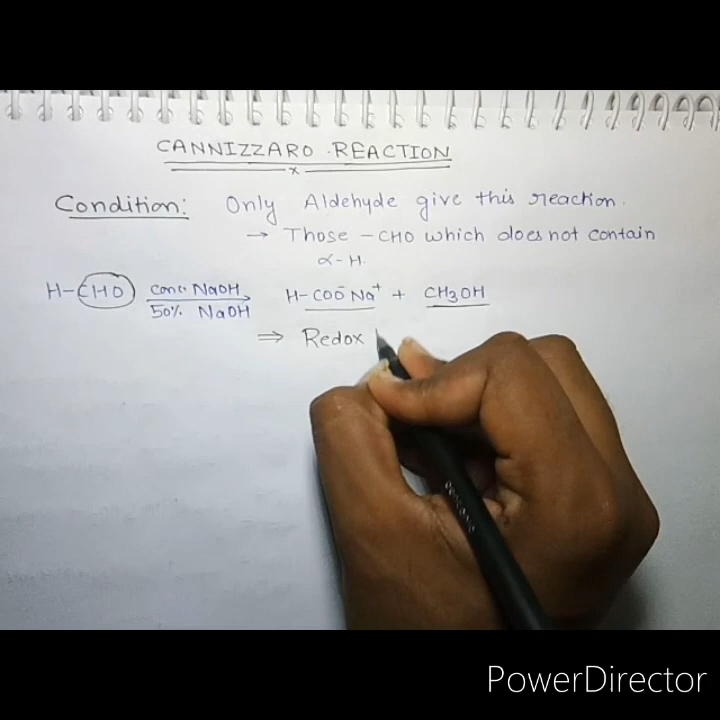 CANNIZZARO REACTION
x
Condition: Only Aldehyde give this reaction.
→ Those -CHO which does not contain
α-H.
H-CHO conc. NaOH H-COO⁻Na⁺ + CH3OH
50% NaOH
⇒ Redox
PowerDirector